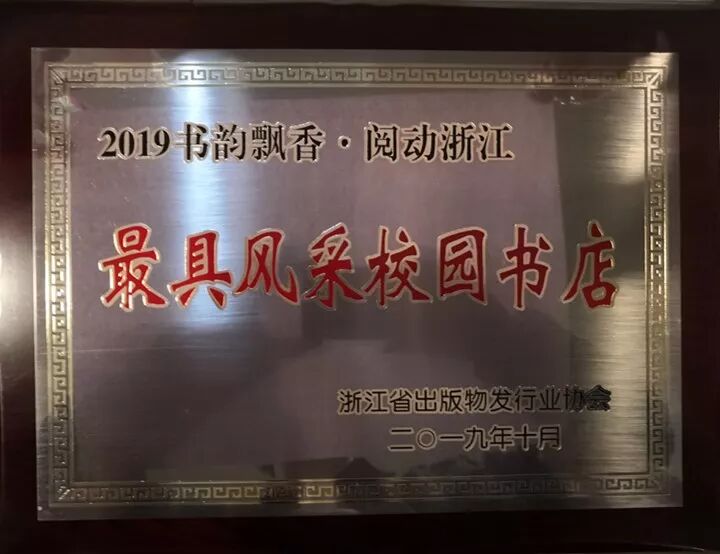 2019书韵飘香·阅动浙江
最具风采校园书店
浙江省出版物发行业协会
二〇一九年十月